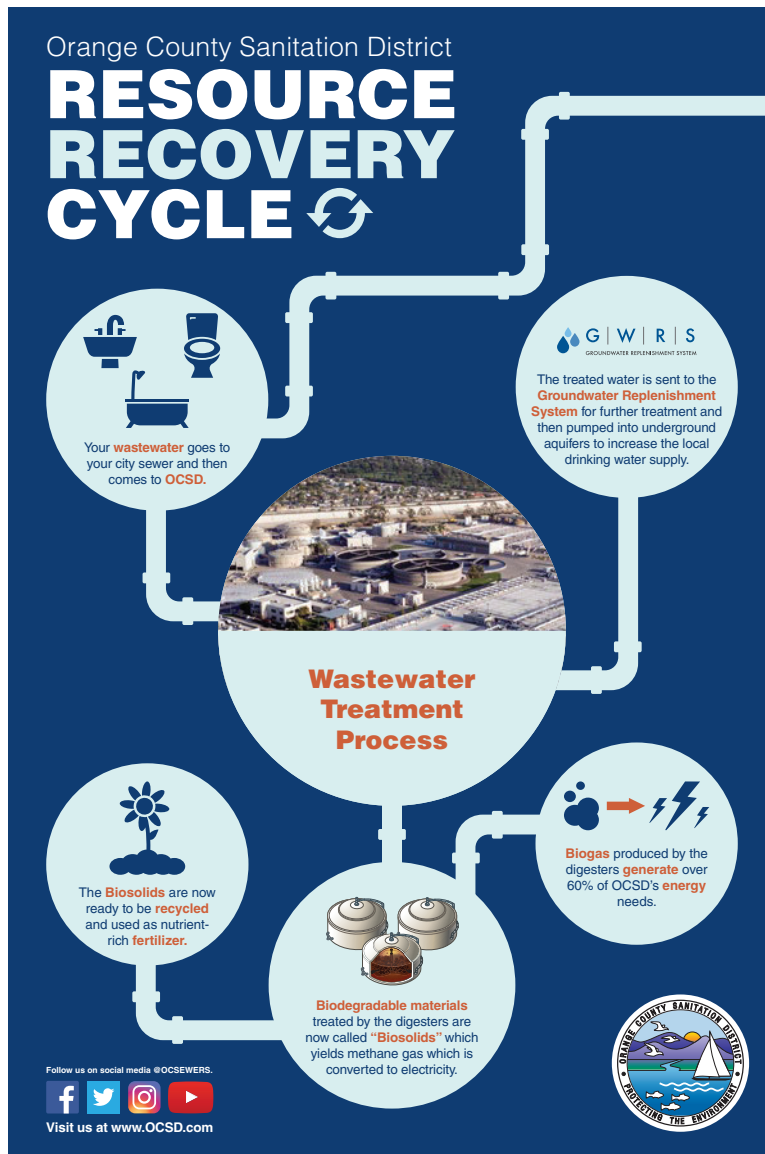 Orange County Sanitation District
RESOURCE
RECOVERY
CYCLE
Your wastewater goes to
your city sewer and then
comes to OCSD.
G | W | R | S
GROUNDWATER REPLENISHMENT SYSTEM
The treated water is sent to the
Groundwater Replenishment
System for further treatment and
then pumped into underground
aquifers to increase the local
drinking water supply.
Wastewater
Treatment
Process
Biogas produced by the
digesters generate over
60% of OCSD's energy
needs.
The Biosolids are now
ready to be recycled
and used as nutrient-
rich fertilizer.
Biodegradable materials
treated by the digesters are
now called “Biosolids” which
yields methane gas which is
converted to electricity.
Follow us on social media @OCSEWERS.
Visit us at www.OCSD.com
ORANGE COUNTY SANITATION DISTRICT
PROTECTING THE ENVIRONMENT